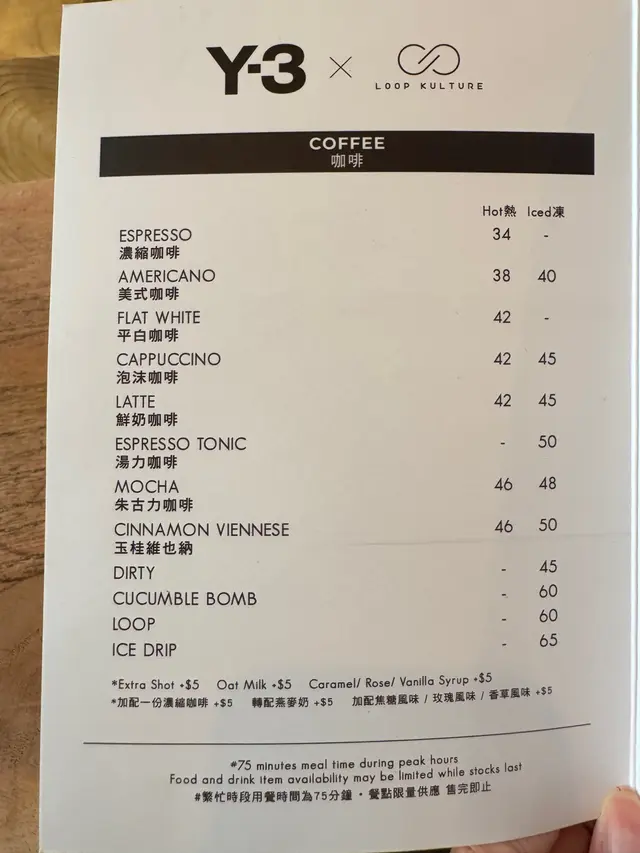 Y-3 × LOOP KULTURE
COFFEE
咖啡
Hot熱 Iced凍
ESPRESSO 34 -
濃縮咖啡
AMERICANO 38 40
美式咖啡
FLAT WHITE 42 -
平白咖啡
CAPPUCCINO 42 45
泡沫咖啡
LATTE 42 45
鮮奶咖啡
ESPRESSO TONIC - 50
湯力咖啡
MOCHA 46 48
朱古力咖啡
CINNAMON VIENNESE 46 50
玉桂維也納
DIRTY - 45
CUCUMBLE BOMB - 60
LOOP - 60
ICE DRIP - 65
*Extra Shot +$5 Oat Milk +$5 Caramel/ Rose/ Vanilla Syrup +$5
*加配一份濃縮咖啡 +$5 轉配燕麥奶 +$5 加配焦糖風味 / 玫瑰風味 / 香草風味 +$5
#75 minutes meal time during peak hours
Food and drink item availability may be limited while stocks last
#繁忙時段用餐時間為75分鐘・餐點限量供應 售完即止